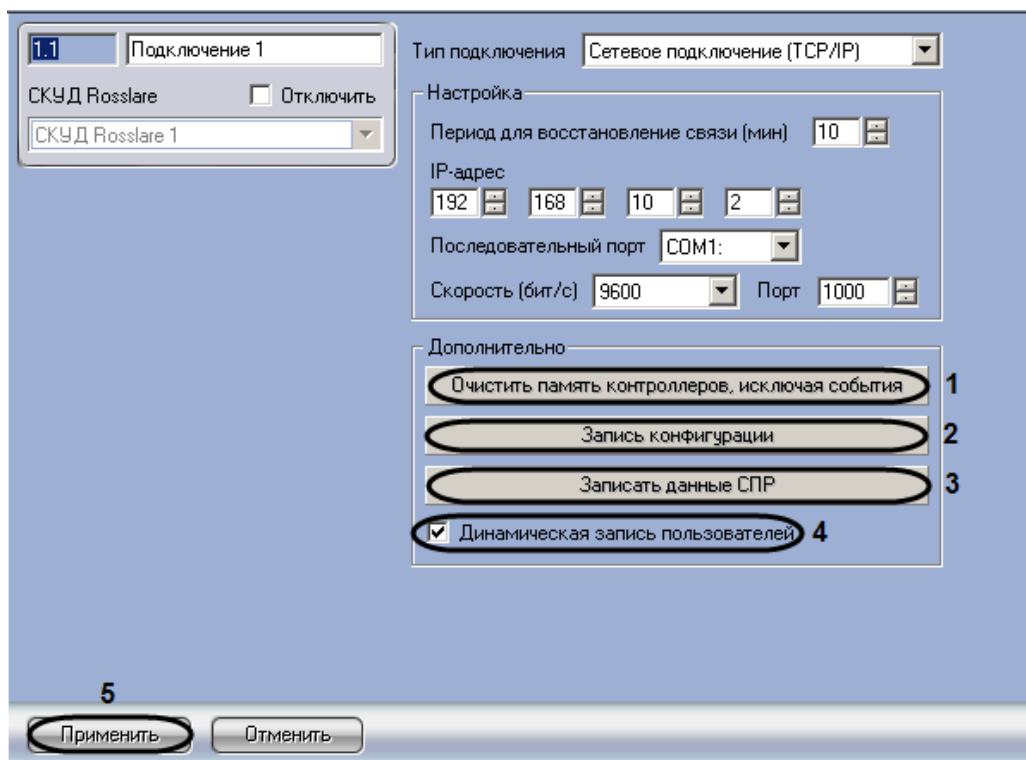 1.1 Подключение 1
СКУД Rosslare Отключить
СКУД Rosslare 1
Тип подключения Сетевое подключение (TCP/IP)
Настройка
Период для восстановление связи (мин) 10
IP-адрес
192 168 10 2
Последовательный порт COM1:
Скорость (бит/с) 9600 Порт 1000
Дополнительно
Очистить память контроллеров, исключая события 1
Запись конфигурации 2
Записать данные СПР 3
Динамическая запись пользователей 4
5
Применить Отменить